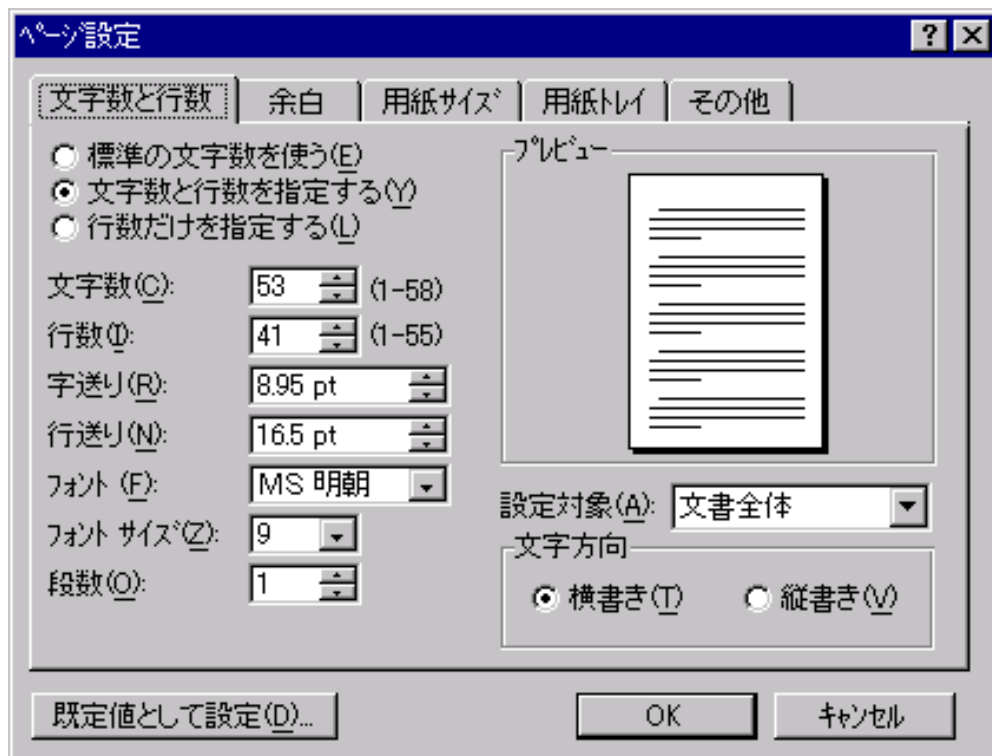 ページ設定
文字数と行数 余白 用紙サイズ 用紙トレイ その他
標準の文字数を使う(E)
文字数と行数を指定する(Y)
行数だけを指定する(L)
文字数(C): 53 (1-58)
行数(I): 41 (1-55)
字送り(R): 8.95 pt
行送り(N): 16.5 pt
フォント (F): MS 明朝
フォント サイズ(Z): 9
段数(O): 1
プレビュー
設定対象(A): 文書全体
文字方向
横書き(T) 縦書き(V)
既定値として設定(D)... OK キャンセル